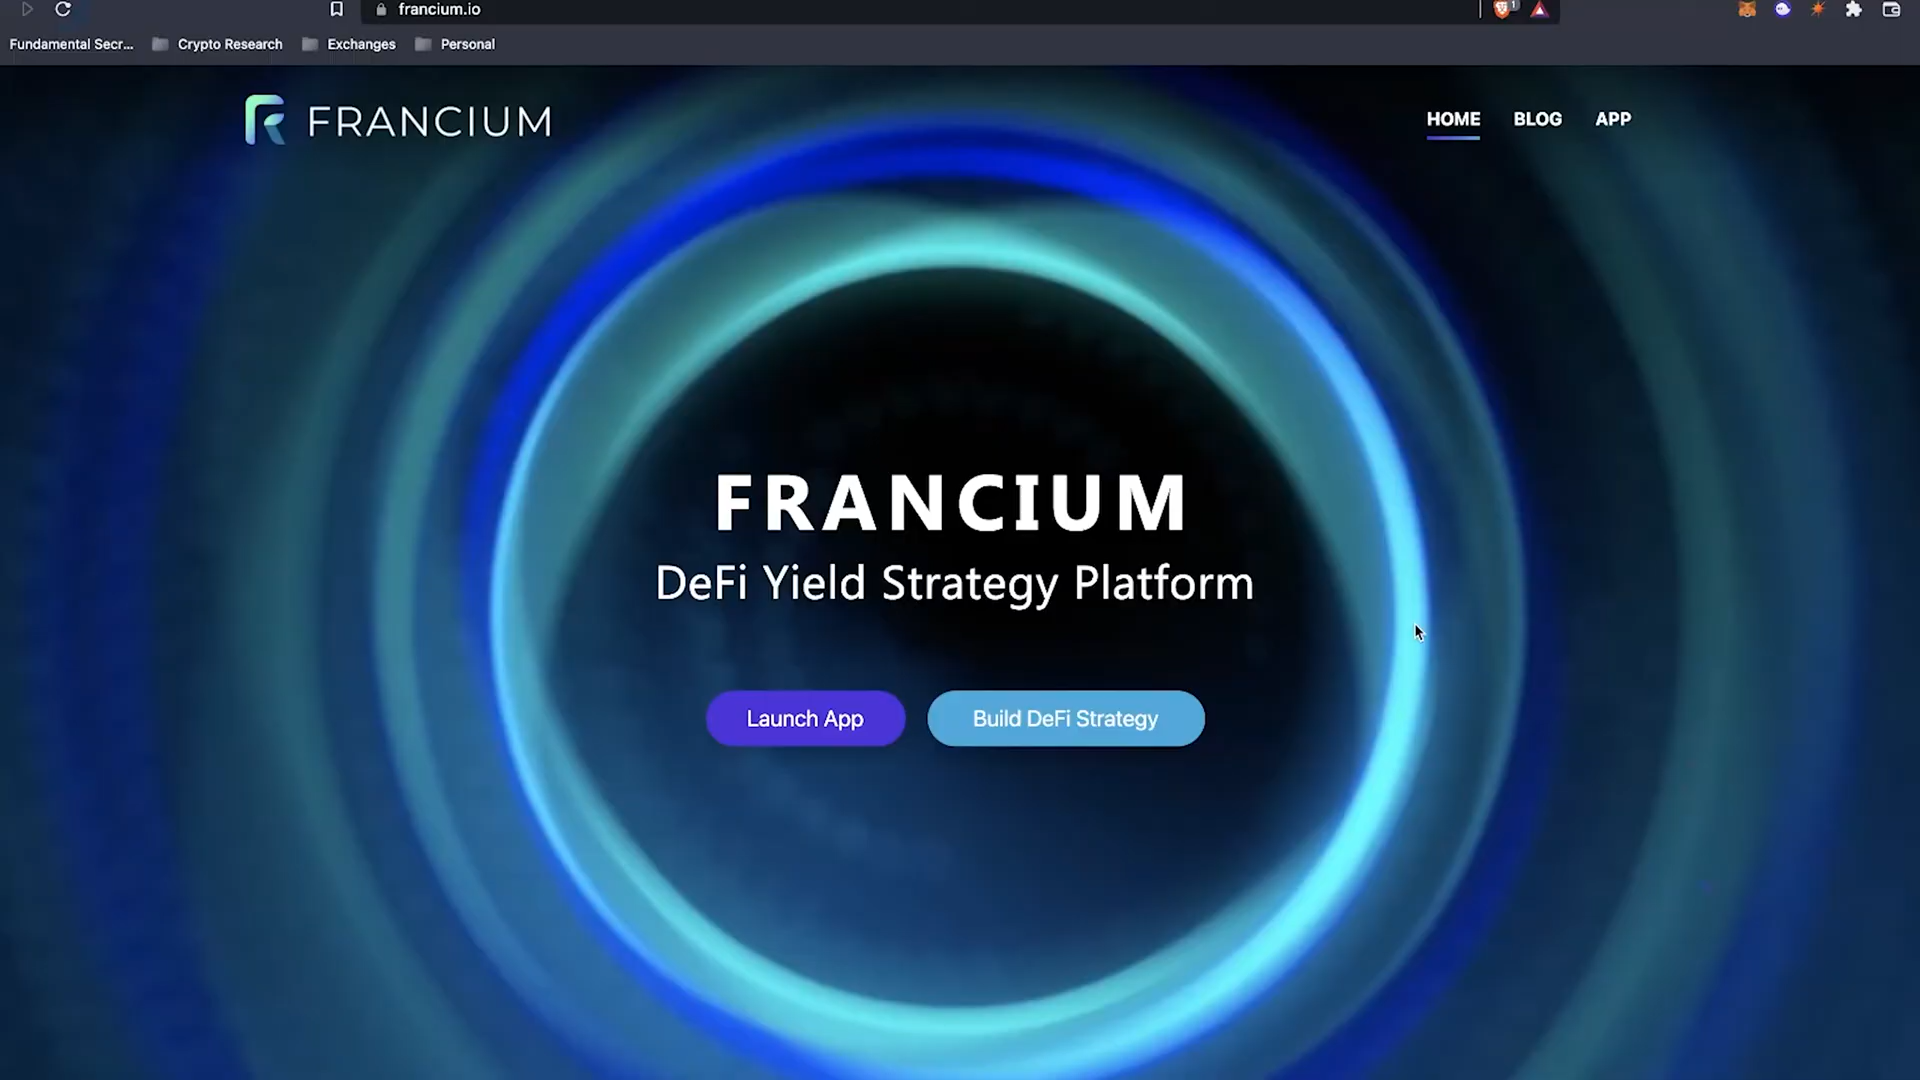 francium.io
1
Fundamental Secr...
Crypto Research
Exchanges
Personal
FRANCIUM
HOME
BLOG
APP
FRANCIUM
DeFi Yield Strategy Platform
Launch App
Build DeFi Strategy